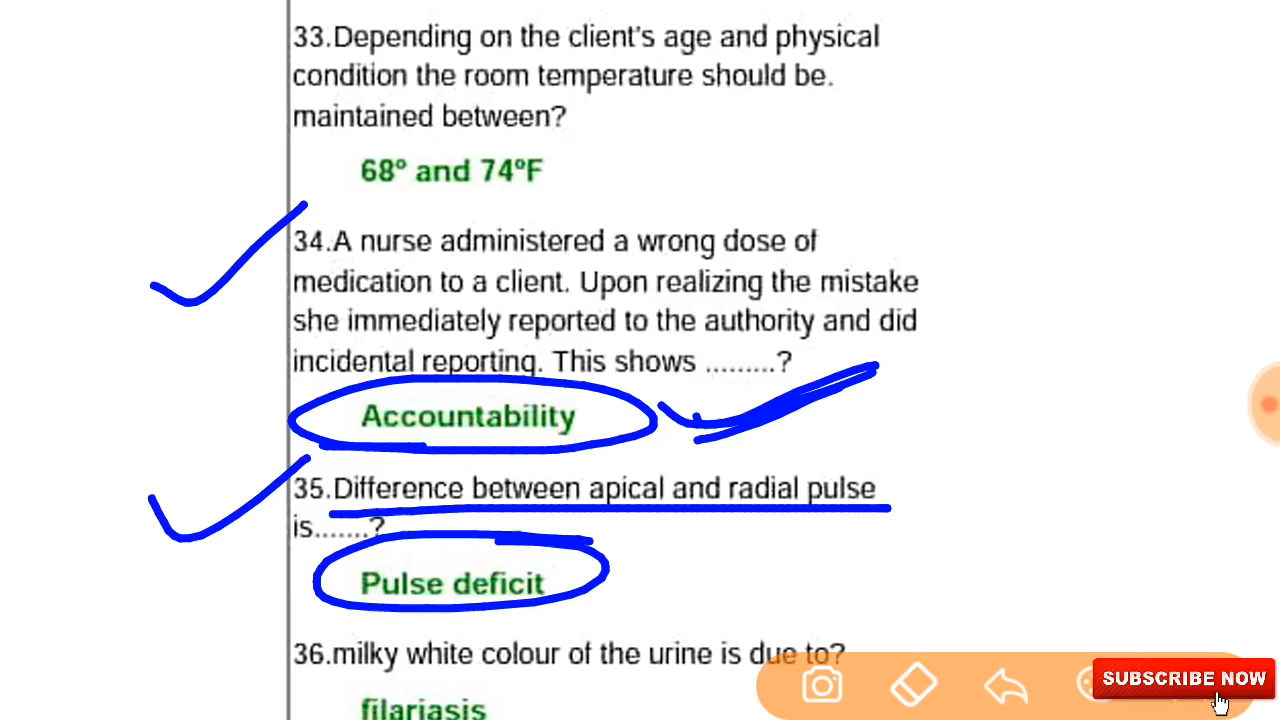 33.Depending on the client's age and physical
condition the room temperature should be.
maintained between?
68º and 74ºF
34.A nurse administered a wrong dose of
medication to a client. Upon realizing the mistake
she immediately reported to the authority and did
incidental reporting. This shows .........?
Accountability
35.Difference between apical and radial pulse
is.......?
Pulse deficit
36.milky white colour of the urine is due to?
filariasis
SUBSCRIBE NOW